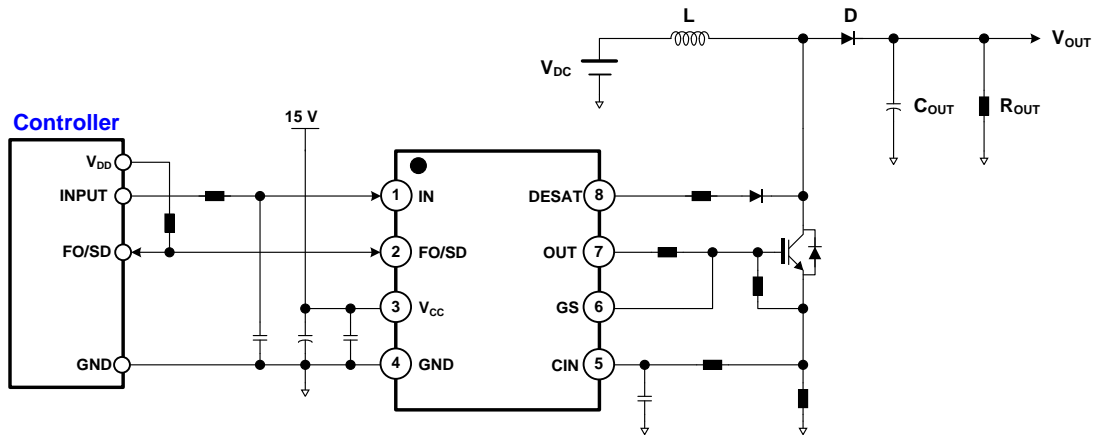 L
D
V_DC
V_OUT
C_OUT
R_OUT
Controller
15 V
V_DD
INPUT
FO/SD
GND
1 IN
2 FO/SD
3 V_CC
4 GND
DESAT 8
OUT 7
GS 6
CIN 5